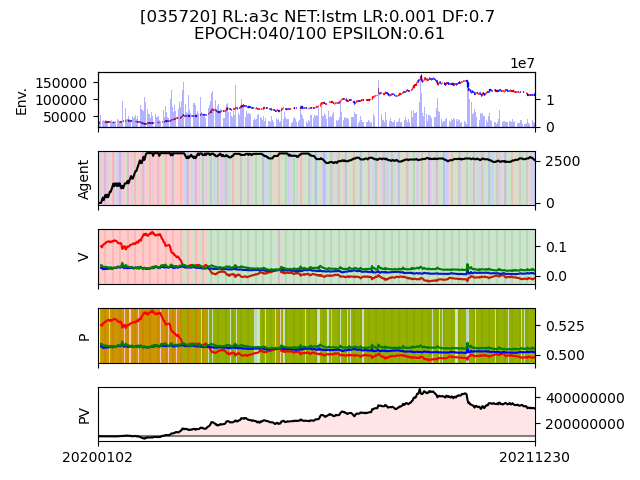 [035720] RL:a3c NET:lstm LR:0.001 DF:0.7
EPOCH:040/100 EPSILON:0.61
1e7
Env.
150000
100000
50000
1
0
Agent
2500
0
V
0.1
0.0
P
0.525
0.500
PV
400000000
200000000
20200102
20211230